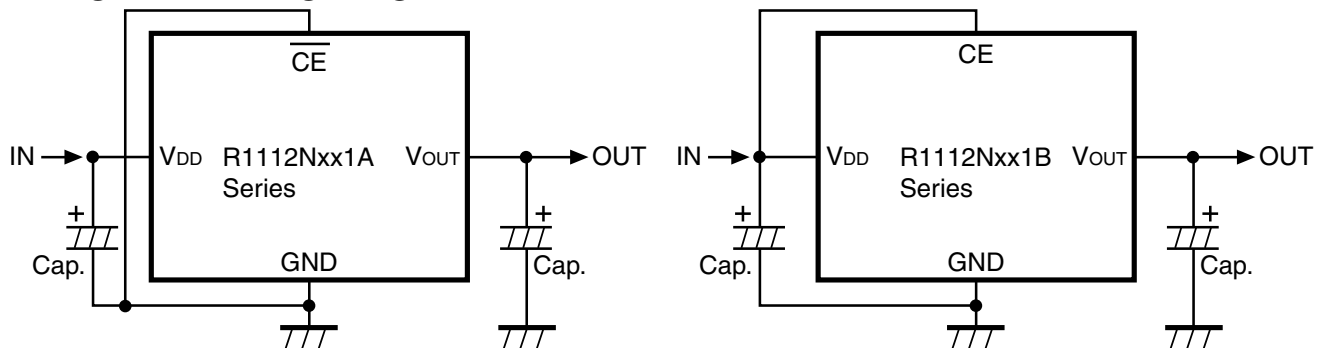 CE
IN
VDD
R1112Nxx1A
Series
VOUT
OUT
+
Cap.
+
Cap.
GND
CE
IN
VDD
R1112Nxx1B
Series
VOUT
OUT
+
Cap.
+
Cap.
GND